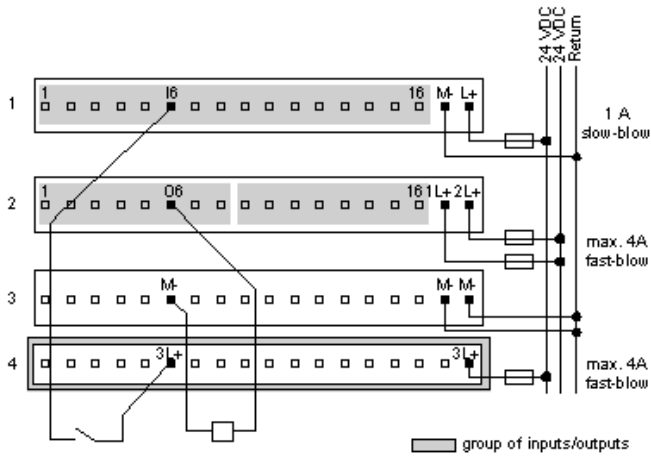 24 VDC
24 VDC
Return
1 I6 16 M- L+
1
1 A
slow-blow
1 O6 16 1L+ 2L+
2
max. 4A
fast-blow
M- M- M-
3
3L+ 3L+
4
max. 4A
fast-blow
group of inputs/outputs